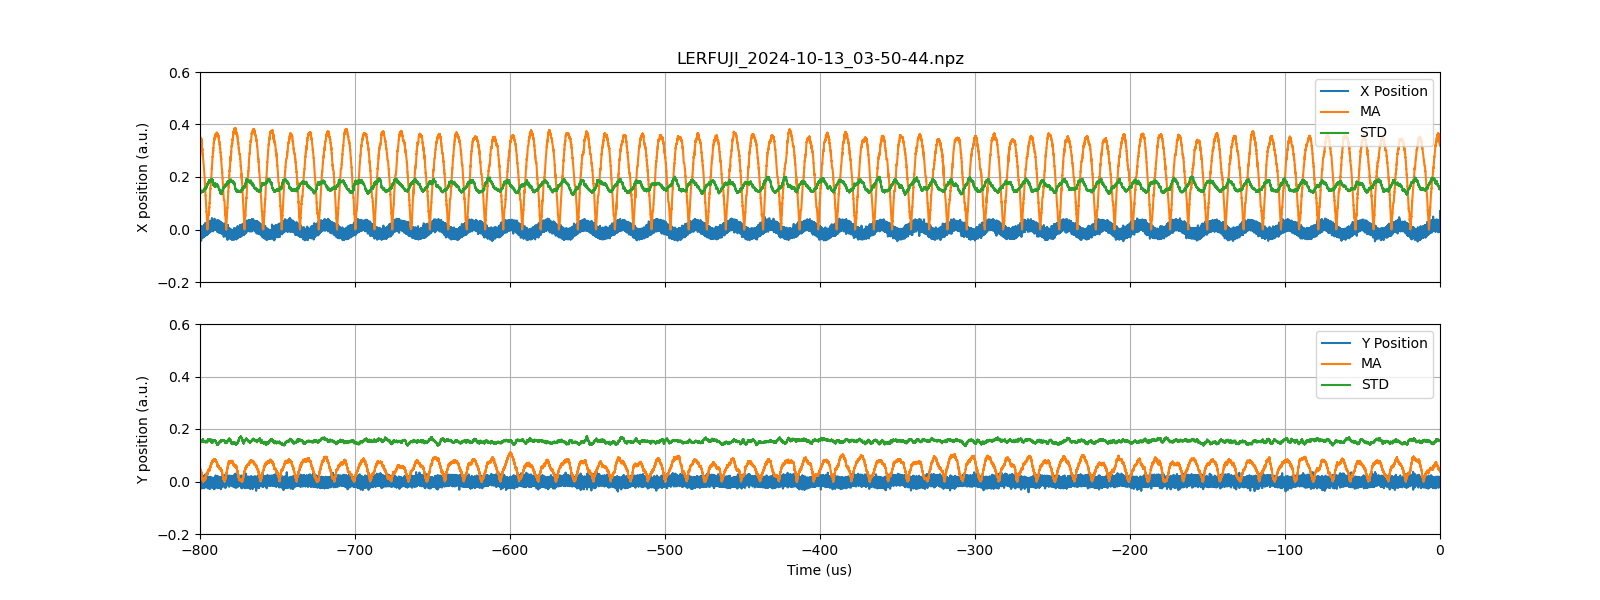 LERFUJI_2024-10-13_03-50-44.npz
X position (a.u.)
0.6
0.4
0.2
0.0
−0.2
X Position
MA
STD
Y position (a.u.)
0.6
0.4
0.2
0.0
−0.2
Y Position
MA
STD
−800 −700 −600 −500 −400 −300 −200 −100 0
Time (us)